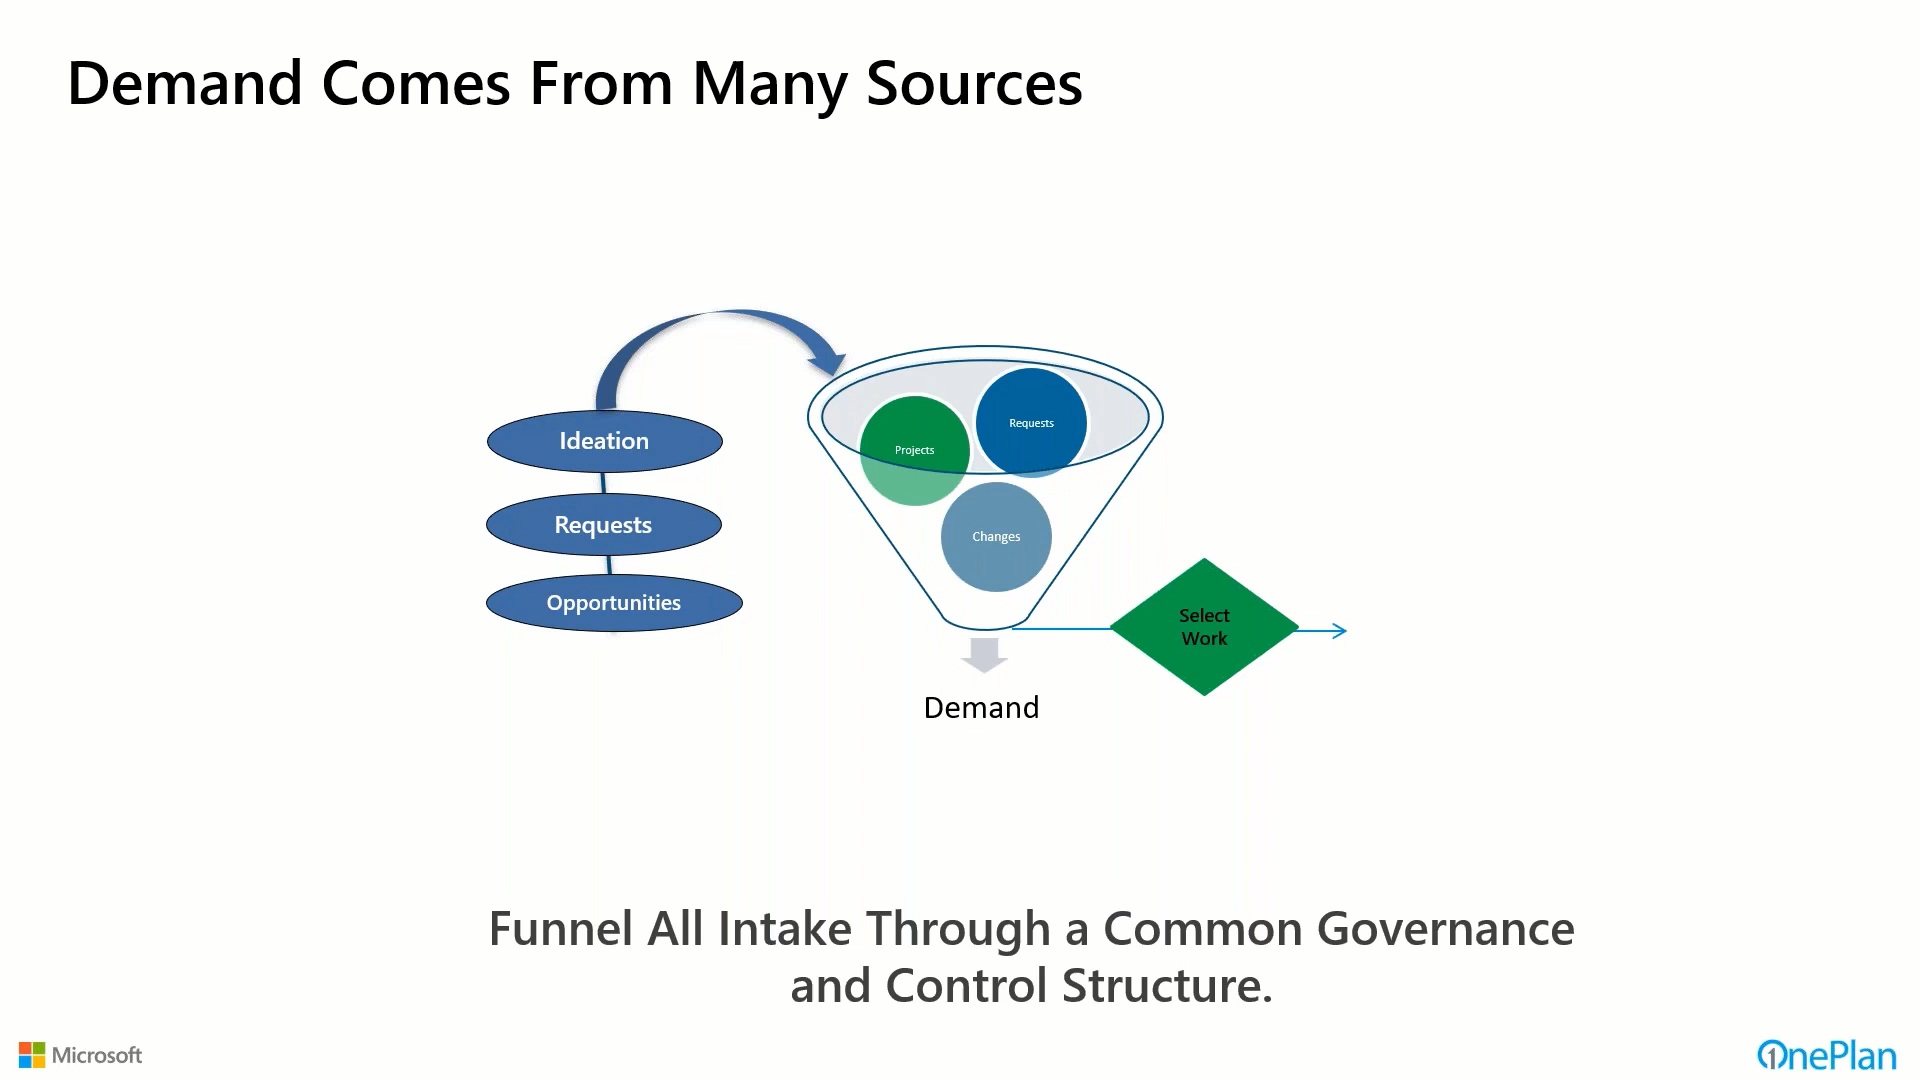 Demand Comes From Many Sources
Ideation
Requests
Opportunities
Projects
Requests
Changes
Select
Work
Demand
Funnel All Intake Through a Common Governance
and Control Structure.
Microsoft
OnePlan